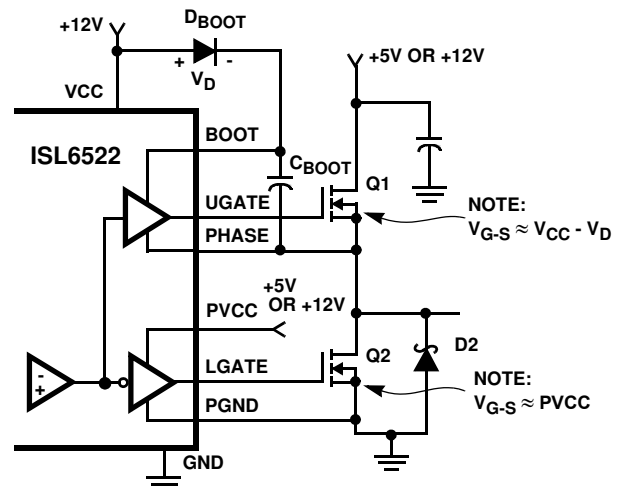 +12V
DBOOT
+ VD -
+5V OR +12V
VCC
BOOT
ISL6522
CBOOT
Q1
UGATE
NOTE:
VG-S ≈ VCC - VD
PHASE
+5V
OR +12V
PVCC
Q2
D2
LGATE
NOTE:
VG-S ≈ PVCC
- +
PGND
GND